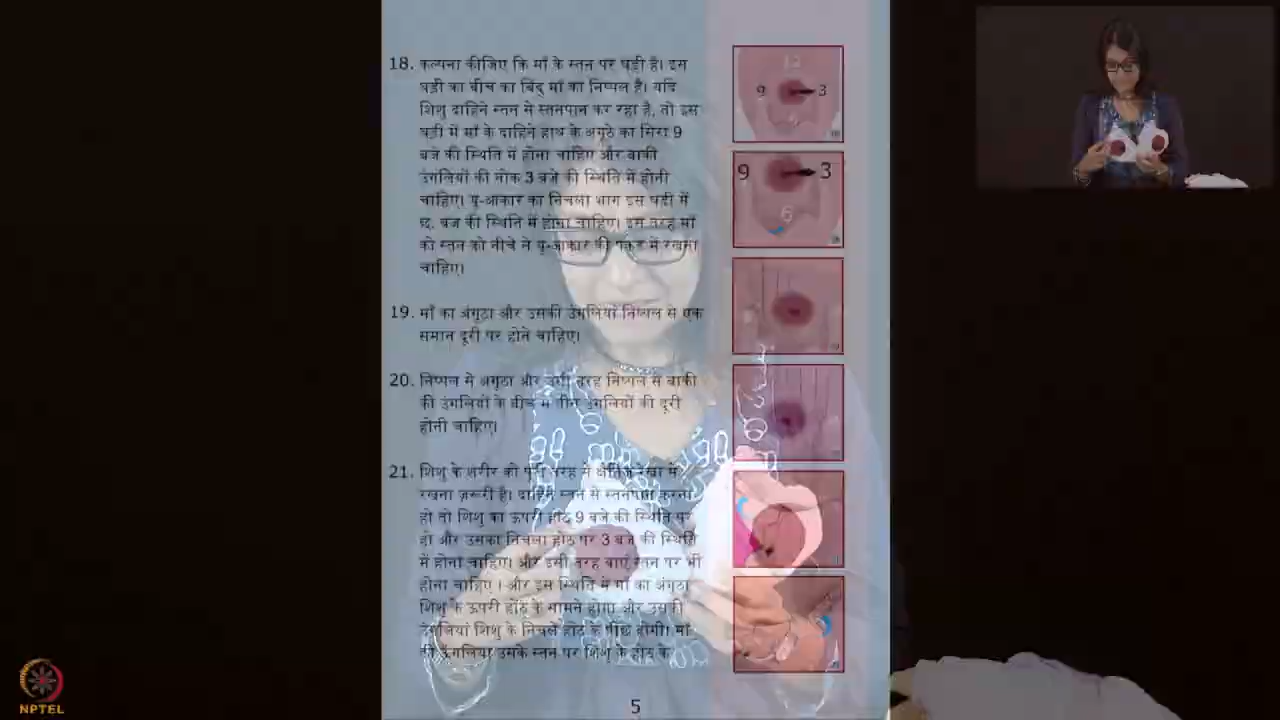 18. कल्पना कीजिए कि माँ के स्तन पर घड़ी है। इस
घड़ी का बीच का बिंदु माँ का निप्पल है। यदि
शिशु दाहिने स्तन से स्तनपान कर रहा है, तो इस
घड़ी में माँ के दाहिने हाथ के अंगूठे का सिरा 9
बजे की स्थिति में होना चाहिए और बाकी
उंगलियों की नोक 3 बजे की स्थिति में होनी
चाहिए। यू-आकार का निचला भाग इस घड़ी में
छः बजे की स्थिति में होना चाहिए। इस तरह माँ
को स्तन को नीचे से यू-आकार की पकड़ में रखना
चाहिए।
19. माँ का अंगूठा और उसकी उंगलियाँ निप्पल से एक
समान दूरी पर होने चाहिए।
20. निप्पल से अंगूठा और उसी तरह निप्पल से बाकी
की उंगलियों के बीच में तीन उंगलियों की दूरी
होनी चाहिए।
21. शिशु के शरीर को पूरी तरह से क्षैतिज रेखा में
रखना ज़रूरी है। दाहिने स्तन से स्तनपान करना
हो तो शिशु का ऊपरी होंठ 9 बजे की स्थिति पर
हो और उसका निचला होंठ पर 3 बजे की स्थिति
में होना चाहिए। और इसी तरह बाएं स्तन पर भी
होना चाहिए । और इस स्थिति में माँ का अंगूठा
शिशु के ऊपरी होंठ के सामने होगा और उसकी
उंगलियां शिशु के निचले होंठ के पीछे होंगी। माँ
की उंगलियां उसके स्तन पर शिशु के होंठ के
12
9 3
6
9 3
6
5
NPTEL